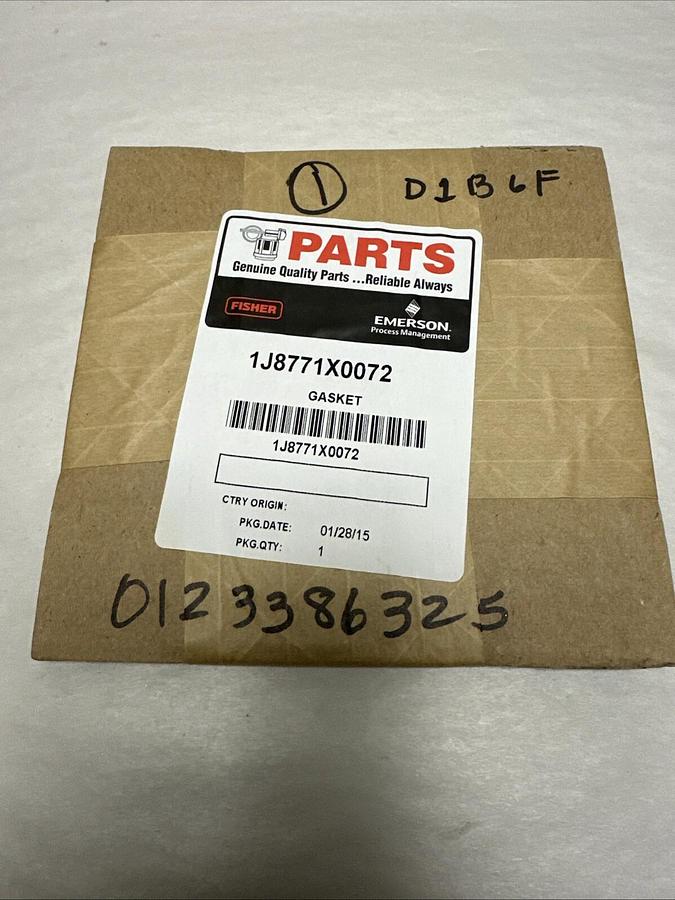 1 D1B6F
PARTS
Genuine Quality Parts ...Reliable Always
FISHER
EMERSON.
Process Management
1J8771X0072
GASKET
1J8771X0072
CTRY ORIGIN:
PKG.DATE: 01/28/15
PKG.QTY: 1
0123386325